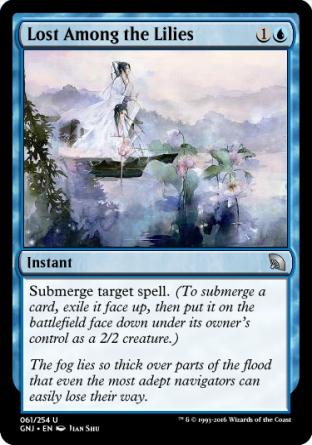 Lost Among the Lilies 1
Instant
Submerge target spell. (To submerge a
card, exile it face up, then put it on the
battlefield face down under its owner's
control as a 2/2 creature.)
The fog lies so thick over parts of the flood
that even the most adept navigators can
easily lose their way.
061/254 U
GNJ • EN Jian Shu
™ & © 1993-2016 Wizards of the Coast